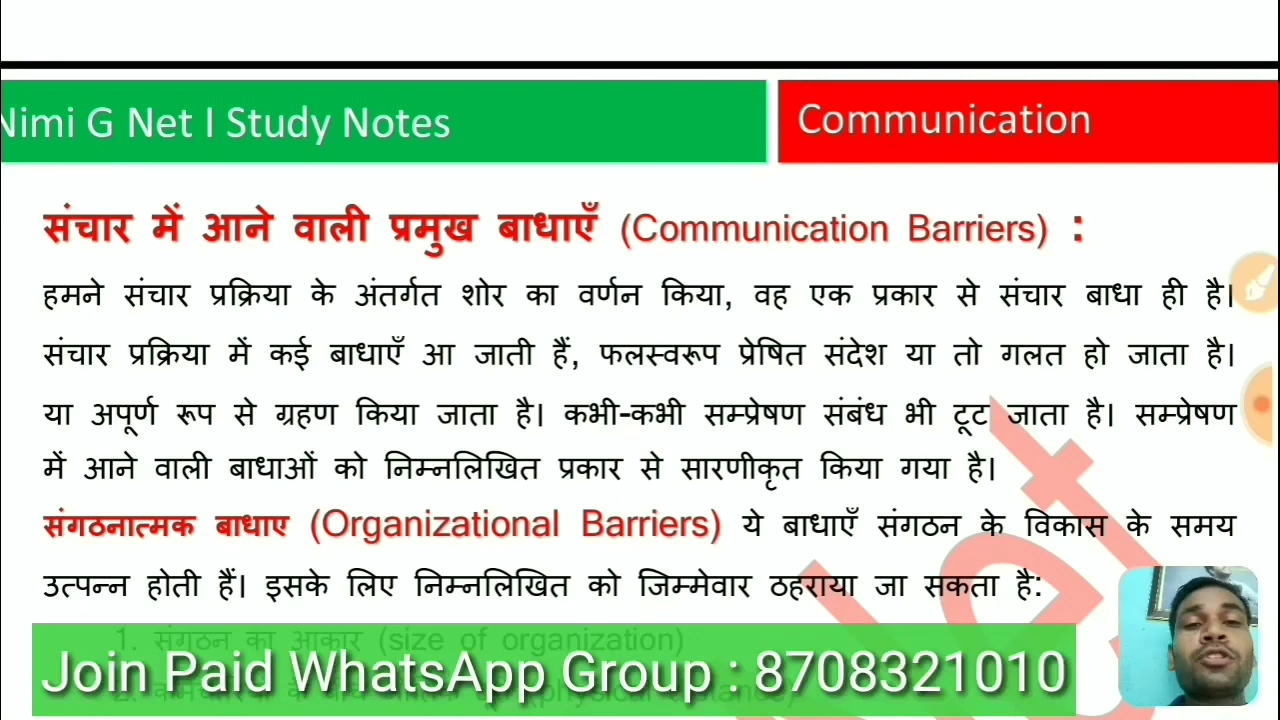 Nimi G Net I Study Notes
Communication
संचार में आने वाली प्रमुख बाधाएँ (Communication Barriers) :
हमने संचार प्रक्रिया के अंतर्गत शोर का वर्णन किया, वह एक प्रकार से संचार बाधा ही है।
संचार प्रक्रिया में कई बाधाएँ आ जाती हैं, फलस्वरूप प्रेषित संदेश या तो गलत हो जाता है।
या अपूर्ण रूप से ग्रहण किया जाता है। कभी-कभी सम्प्रेषण संबंध भी टूट जाता है। सम्प्रेषण
में आने वाली बाधाओं को निम्नलिखित प्रकार से सारणीकृत किया गया है।
संगठनात्मक बाधाए (Organizational Barriers) ये बाधाएँ संगठन के विकास के समय
उत्पन्न होती हैं। इसके लिए निम्नलिखित को जिम्मेवार ठहराया जा सकता है:
1. संगठन का आकार (size of organization)
Join Paid WhatsApp Group : 8708321010